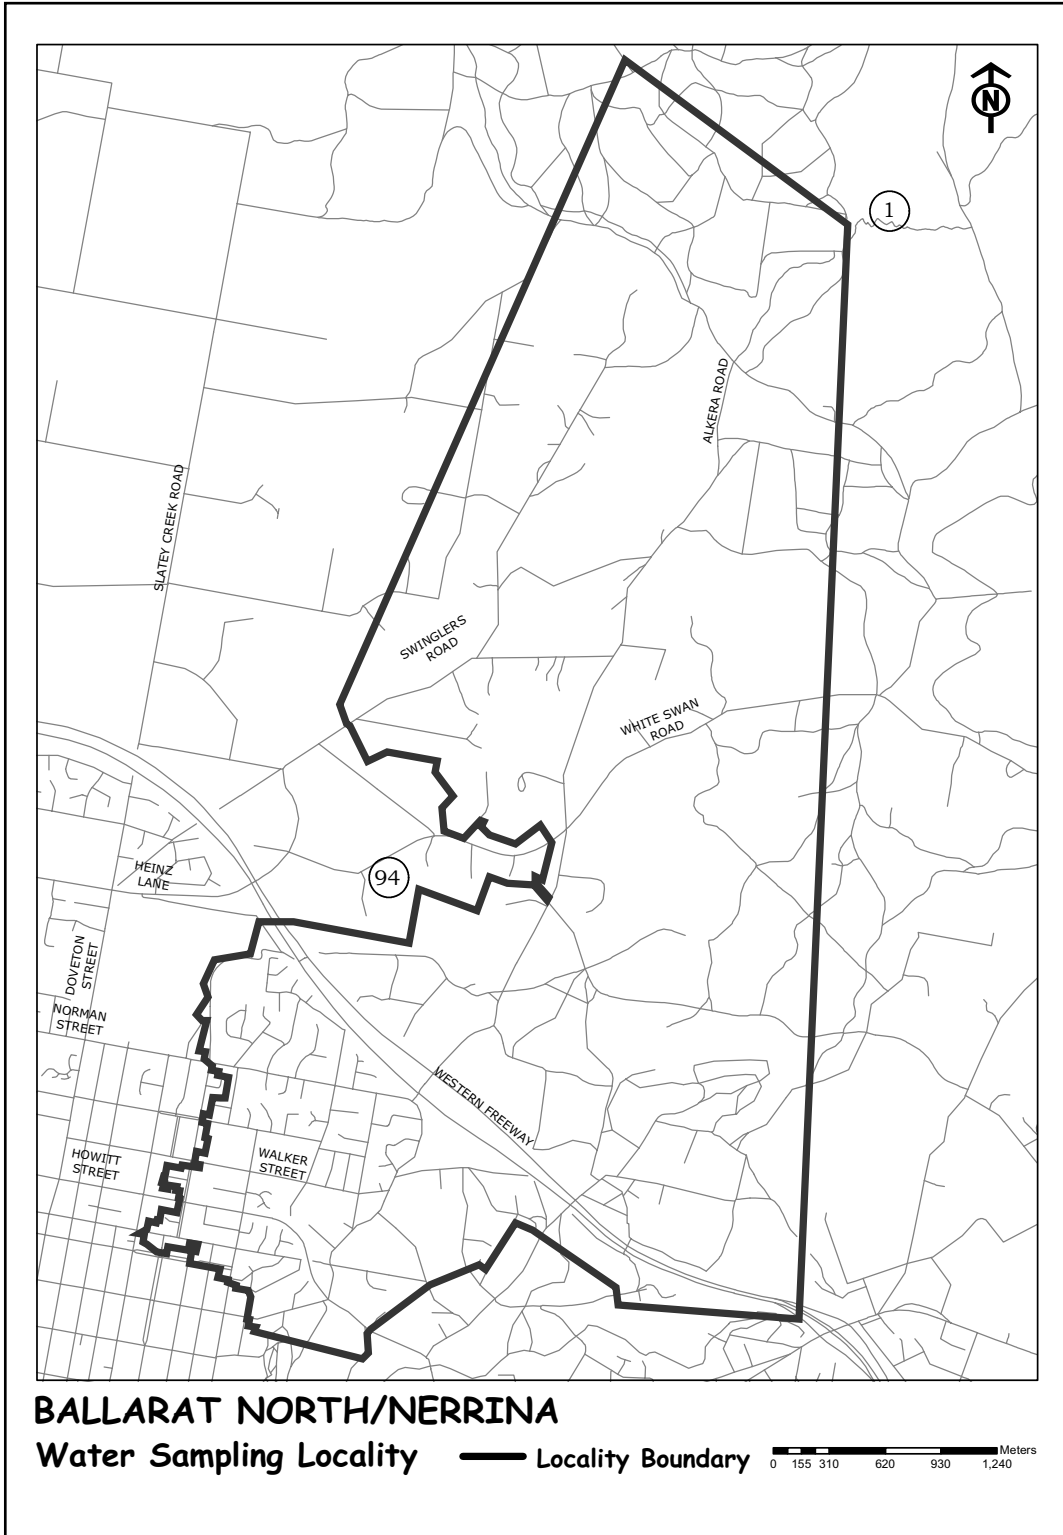 N
1
ALKERA ROAD
SLATEY CREEK ROAD
SWINGLERS
ROAD
WHITE SWAN
ROAD
HEINZ
LANE
94
DOVETON
STREET
NORMAN
STREET
WESTERN FREEWAY
HOWITT
STREET
WALKER
STREET
BALLARAT NORTH/NERRINA
Water Sampling Locality
Locality Boundary
Meters
0 155 310 620 930 1,240